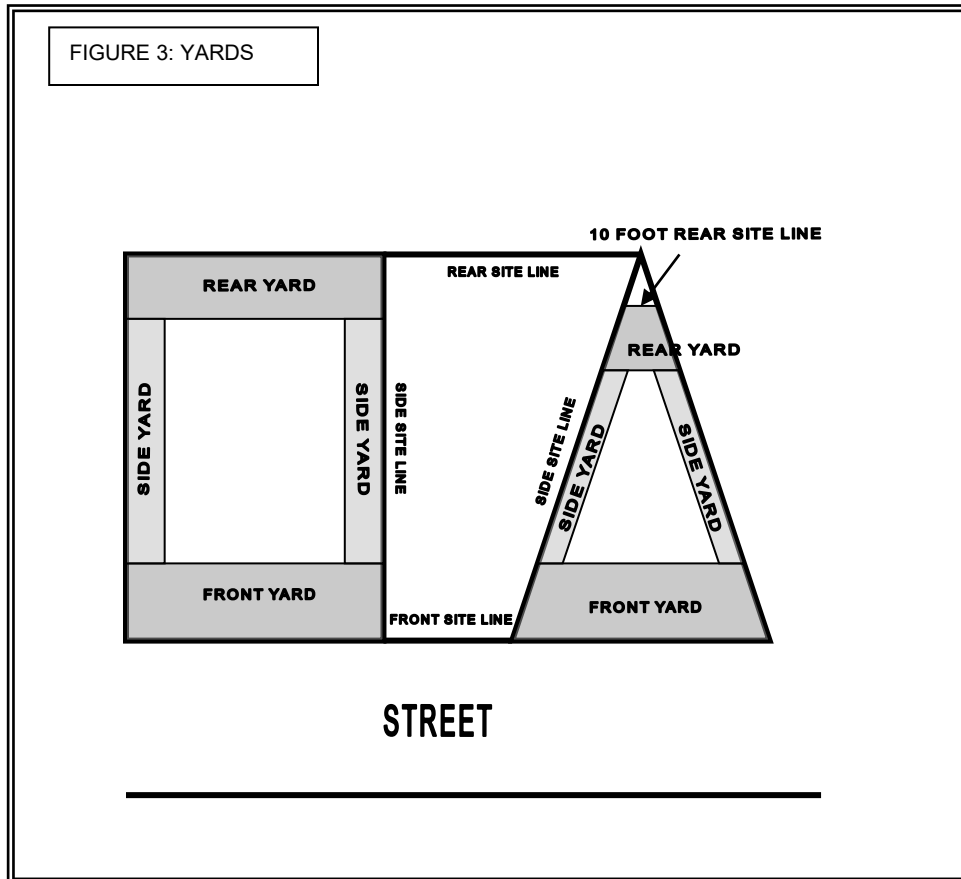 FIGURE 3: YARDS
10 FOOT REAR SITE LINE
REAR YARD
REAR SITE LINE
REAR YARD
SIDE YARD
SIDE YARD
SIDE SITE LINE
SIDE SITE LINE
SIDE YARD
SIDE YARD
FRONT YARD
FRONT SITE LINE
FRONT YARD
STREET